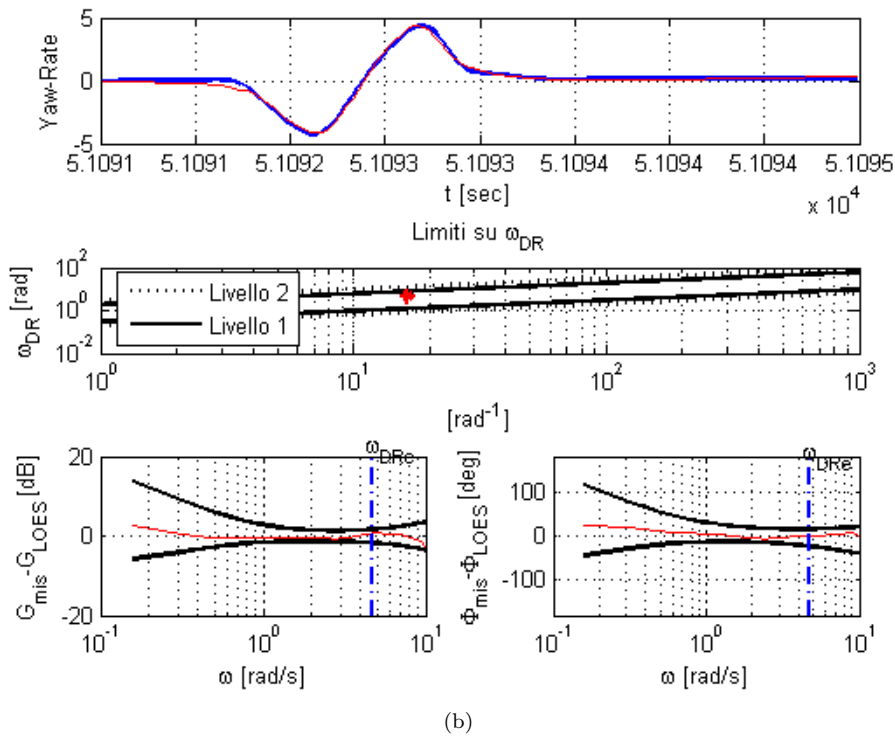 Yaw-Rate
5
0
-5
5.1091 5.1091 5.1092 5.1093 5.1093 5.1094 5.1094 5.1094 5.1095
t [sec]
x 10^4
Limiti su ω_DR
ω_DR [rad]
10^2
10^0
10^-2
Livello 2
Livello 1
10^0 10^1 10^2 10^3
[rad^-1]
G_mis-G_LOES [dB]
20
0
-20
ω_DRe
10^-1 10^0 10^1
ω [rad/s]
Φ_mis-Φ_LOES [deg]
100
0
-100
ω_DRe
10^-1 10^0 10^1
ω [rad/s]
(b)